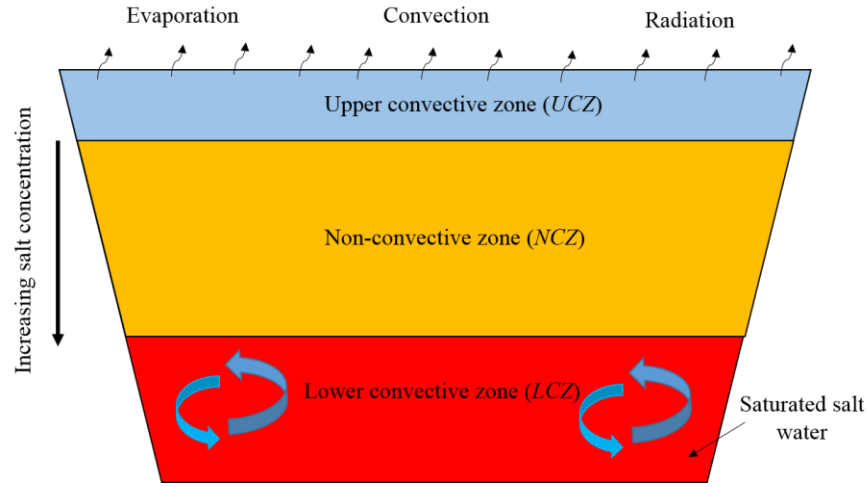 Evaporation
Convection
Radiation
Upper convective zone (UCZ)
Increasing salt concentration
Non-convective zone (NCZ)
Lower convective zone (LCZ)
Saturated salt
water